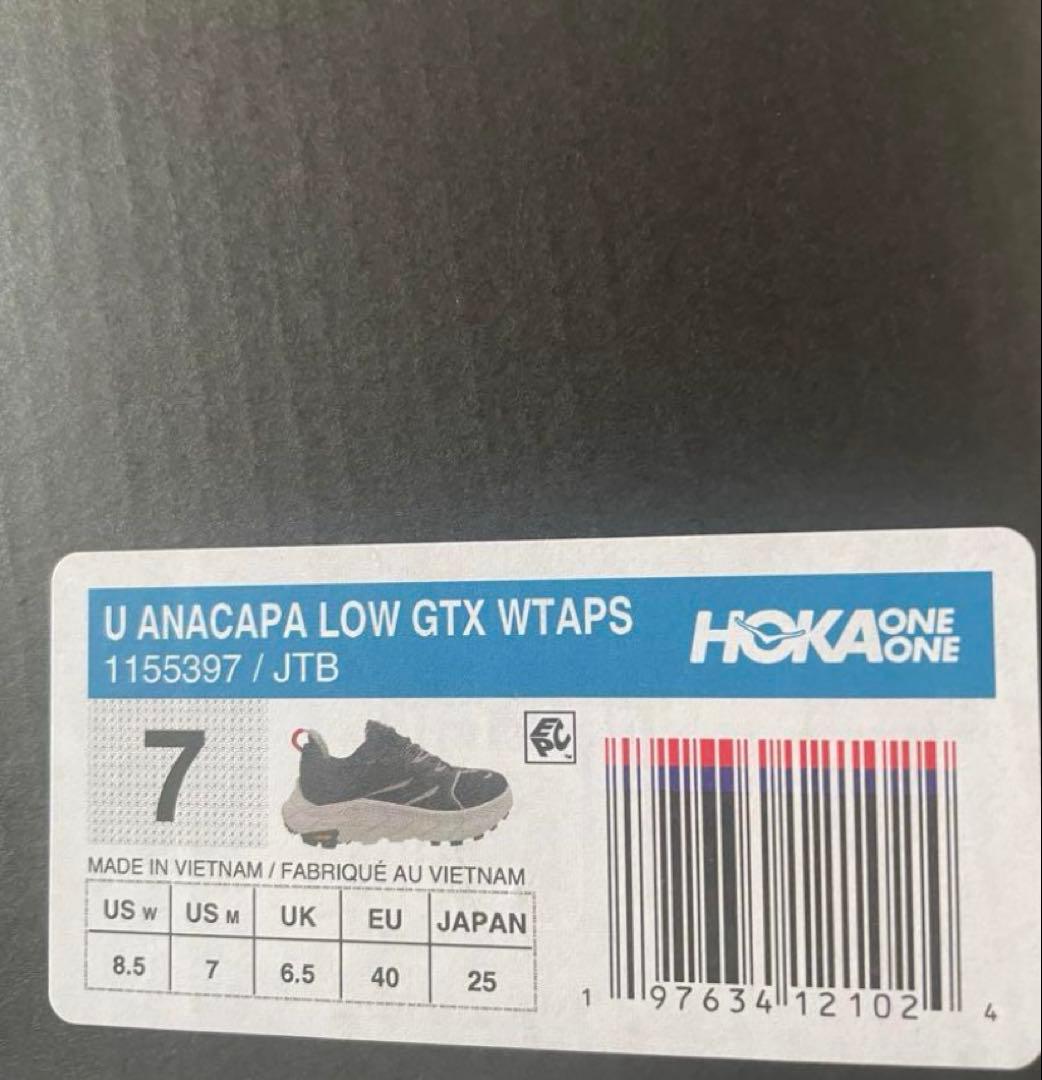 U ANACAPA LOW GTX WTAPS
1155397 / JTB
HOKA ONE ONE
7
EPC
MADE IN VIETNAM / FABRIQUÉ AU VIETNAM
US W US M UK EU JAPAN
8.5 7 6.5 40 25
1 97634 12102 4